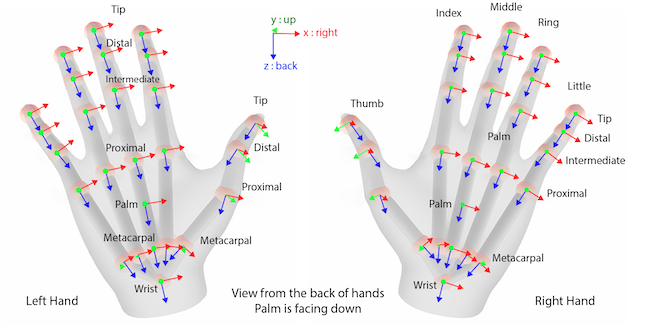 Tip
Distal
Intermediate
Proximal
Palm
Metacarpal
Wrist
Left Hand
Tip
Distal
Proximal
Metacarpal
y : up
x : right
z : back
View from the back of hands
Palm is facing down
Index
Middle
Ring
Little
Thumb
Tip
Distal
Intermediate
Proximal
Palm
Palm
Metacarpal
Wrist
Right Hand